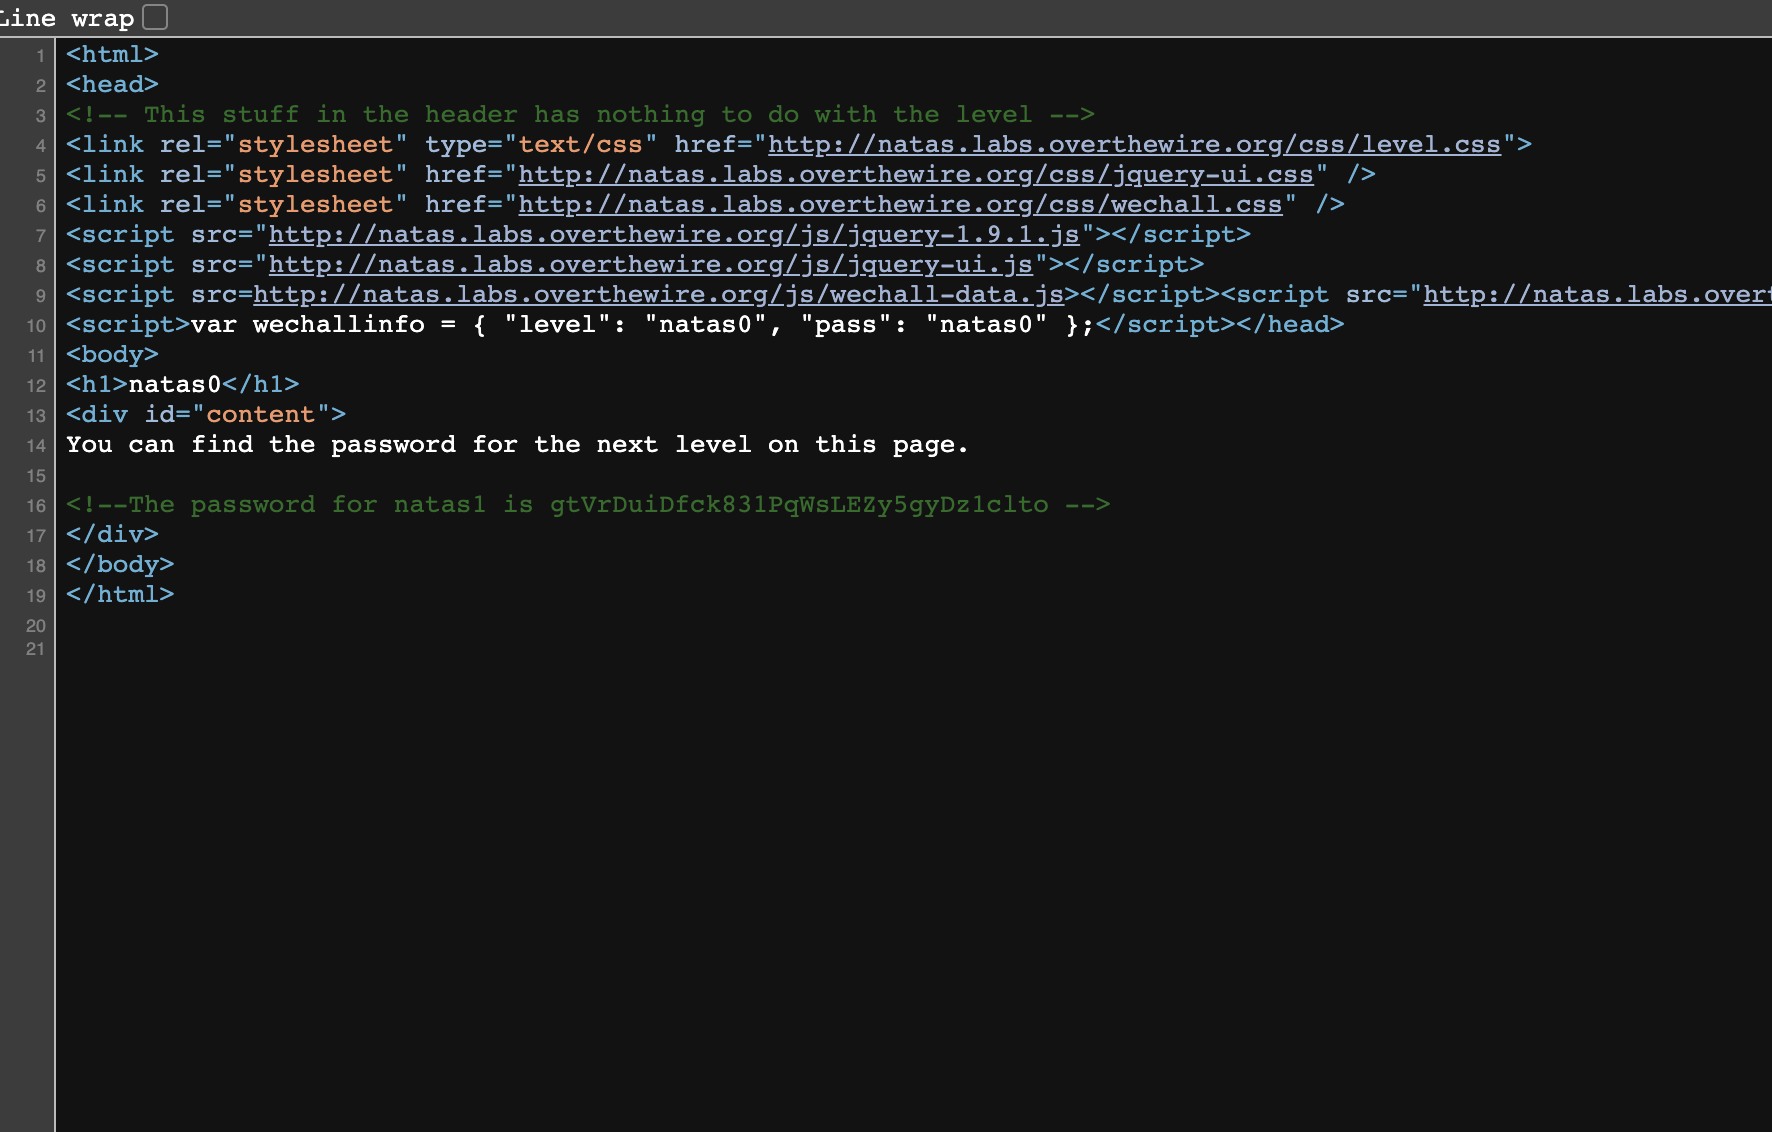 Line wrap
1 <html>
2 <head>
3 <!-- This stuff in the header has nothing to do with the level -->
4 <link rel="stylesheet" type="text/css" href="http://natas.labs.overthewire.org/css/level.css">
5 <link rel="stylesheet" href="http://natas.labs.overthewire.org/css/jquery-ui.css" />
6 <link rel="stylesheet" href="http://natas.labs.overthewire.org/css/wechall.css" />
7 <script src="http://natas.labs.overthewire.org/js/jquery-1.9.1.js"></script>
8 <script src="http://natas.labs.overthewire.org/js/jquery-ui.js"></script>
9 <script src=http://natas.labs.overthewire.org/js/wechall-data.js></script><script src="http://natas.labs.overt
10 <script>var wechallinfo = { "level": "natas0", "pass": "natas0" };</script></head>
11 <body>
12 <h1>natas0</h1>
13 <div id="content">
14 You can find the password for the next level on this page.
15
16 <!--The password for natas1 is gtVrDuiDfck831PqWsLEZy5gyDz1clto -->
17 </div>
18 </body>
19 </html>
20
21